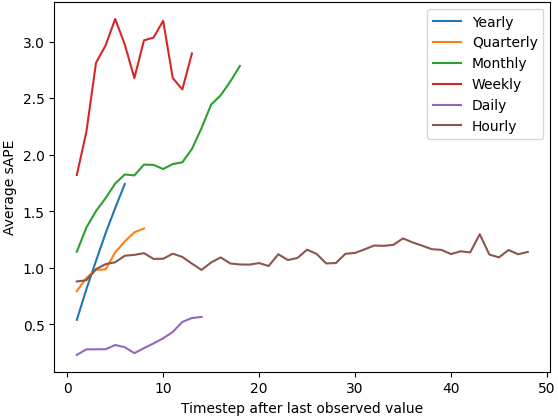 Average sAPE
3.0
2.5
2.0
1.5
1.0
0.5
Yearly
Quarterly
Monthly
Weekly
Daily
Hourly
0 10 20 30 40 50
Timestep after last observed value